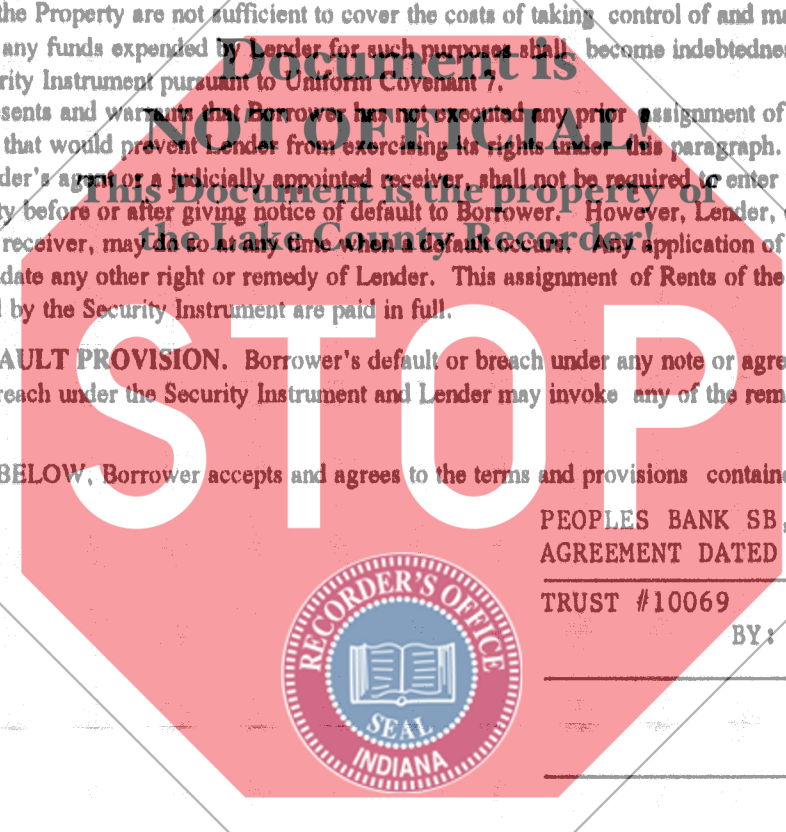 the Property are not sufficient to cover the costs of taking control of and ma
any funds expended by Lender for such purposes shall become indebtednes
Document is
rity Instrument pursuant to Uniform Covenant 7.
sents and warrants that Borrower has not executed any prior assignment of
NOT OFFICIAL!
that would prevent Lender from exercising its rights under this paragraph.
der's agent or a judicially appointed receiver, shall not be required to enter
This Document is the property of
ty before or after giving notice of default to Borrower. However, Lender,
the Lake County Recorder!
receiver, may do so at any time when a default occurs. Any application of
date any other right or remedy of Lender. This assignment of Rents of the
by the Security Instrument are paid in full.
STOP
AULT PROVISION. Borrower's default or breach under any note or agree
reach under the Security Instrument and Lender may invoke any of the rem
BELOW, Borrower accepts and agrees to the terms and provisions containe
PEOPLES BANK SB,
AGREEMENT DATED
TRUST #10069
BY:
RECORDER'S OFFICE
SEAL
INDIANA